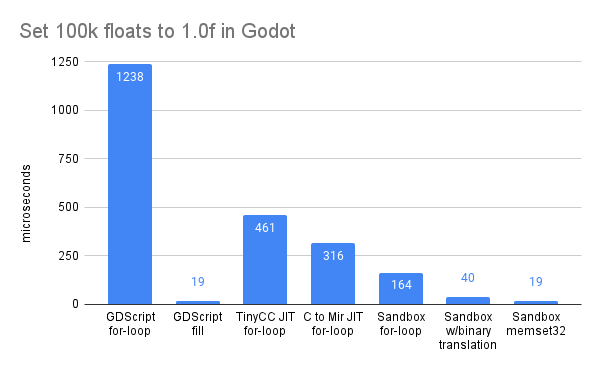 Set 100k floats to 1.0f in Godot
microseconds
1250
1000
750
500
250
0
1238
19
461
316
164
40
19
GDScript
for-loop
GDScript
fill
TinyCC JIT
for-loop
C to Mir JIT
for-loop
Sandbox
for-loop
Sandbox
w/binary
translation
Sandbox
memset32